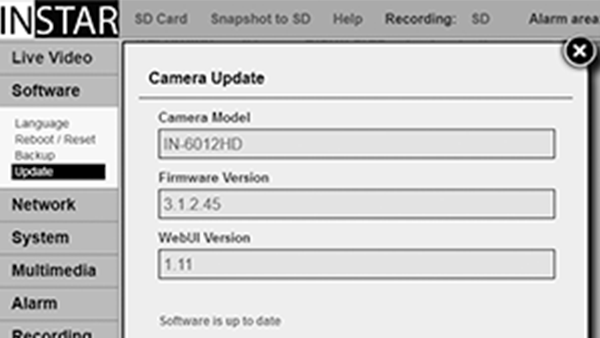 INSTAR
SD Card Snapshot to SD Help Recording: SD Alarm area
Live Video
Software
Language
Reboot / Reset
Backup
Update
Network
System
Multimedia
Alarm
Recording
Camera Update
Camera Model
IN-6012HD
Firmware Version
3.1.2.45
WebUI Version
1.11
Software is up to date